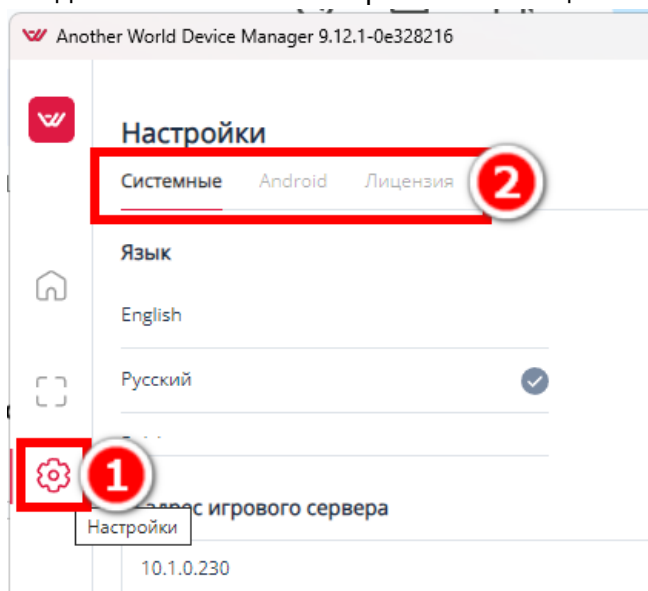 Another World Device Manager 9.12.1-0e328216
Настройки
Системные Android Лицензия
2
Язык
English
Русский
1
адрес игрового сервера
Настройки
10.1.0.230